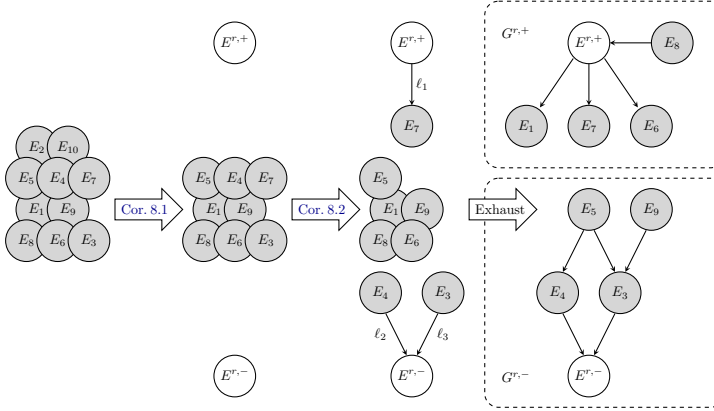 E^{r,+}
E^{r,+}
G^{r,+}
E^{r,+}
E_8
ℓ_1
E_7
E_1
E_7
E_6
E_2
E_10
E_5
E_4
E_7
E_1
E_9
E_8
E_6
E_3
Cor. 8.1
E_5
E_4
E_7
E_1
E_9
E_8
E_6
E_3
Cor. 8.2
E_5
E_1
E_9
E_8
E_6
Exhaust
E_5
E_9
E_4
E_3
E_4
E_3
ℓ_2
ℓ_3
E^{r,-}
E^{r,-}
G^{r,-}
E^{r,-}